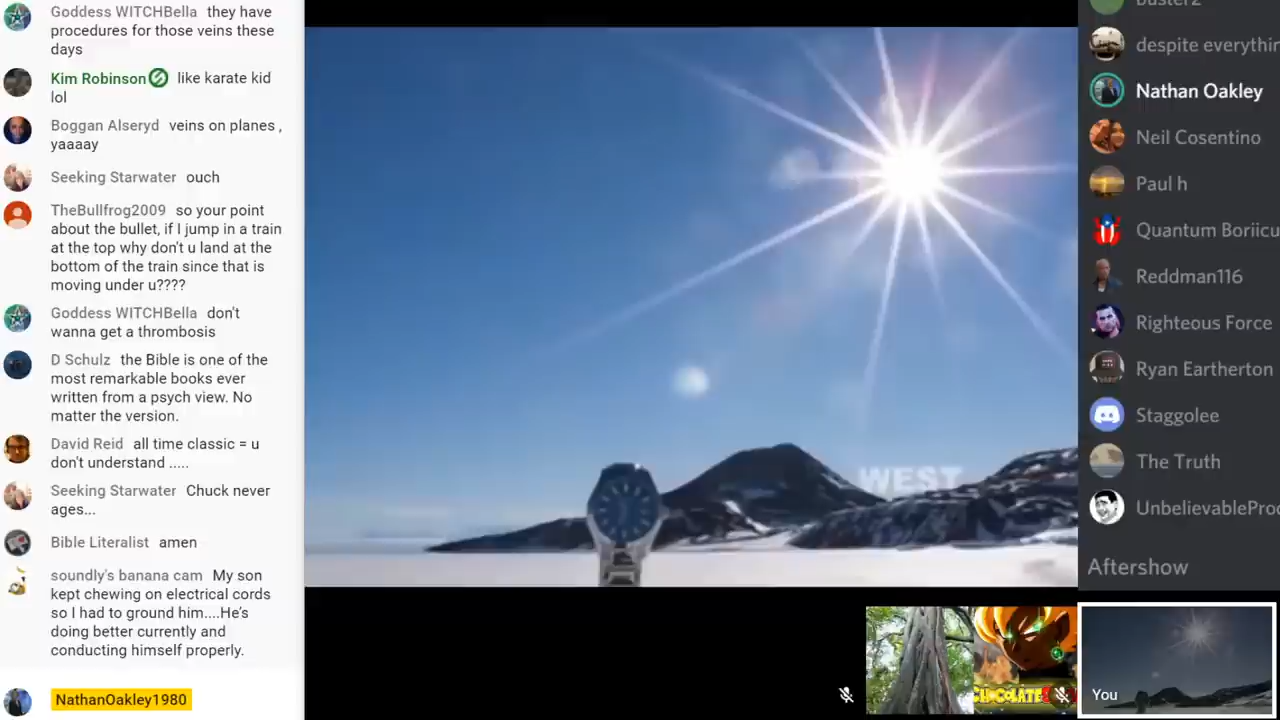 Goddess WITCHBella they have
procedures for those veins these
days
Kim Robinson like karate kid
lol
Boggan Alseryd veins on planes ,
yaaaay
Seeking Starwater ouch
TheBullfrog2009 so your point
about the bullet, if I jump in a train
at the top why don't u land at the
bottom of the train since that is
moving under u????
Goddess WITCHBella don't
wanna get a thrombosis
D Schulz the Bible is one of the
most remarkable books ever
written from a psych view. No
matter the version.
David Reid all time classic = u
don't understand .....
Seeking Starwater Chuck never
ages...
Bible Literalist amen
soundly's banana cam My son
kept chewing on electrical cords
so I had to ground him....He's
doing better currently and
conducting himself properly.
NathanOakley1980
WEST
CHOCOLATE
buster2
despite everythin
Nathan Oakley
Neil Cosentino
Paul h
Quantum Boriicu
Reddman116
Righteous Force
Ryan Eartherton
Staggolee
The Truth
UnbelievableProc
Aftershow
You